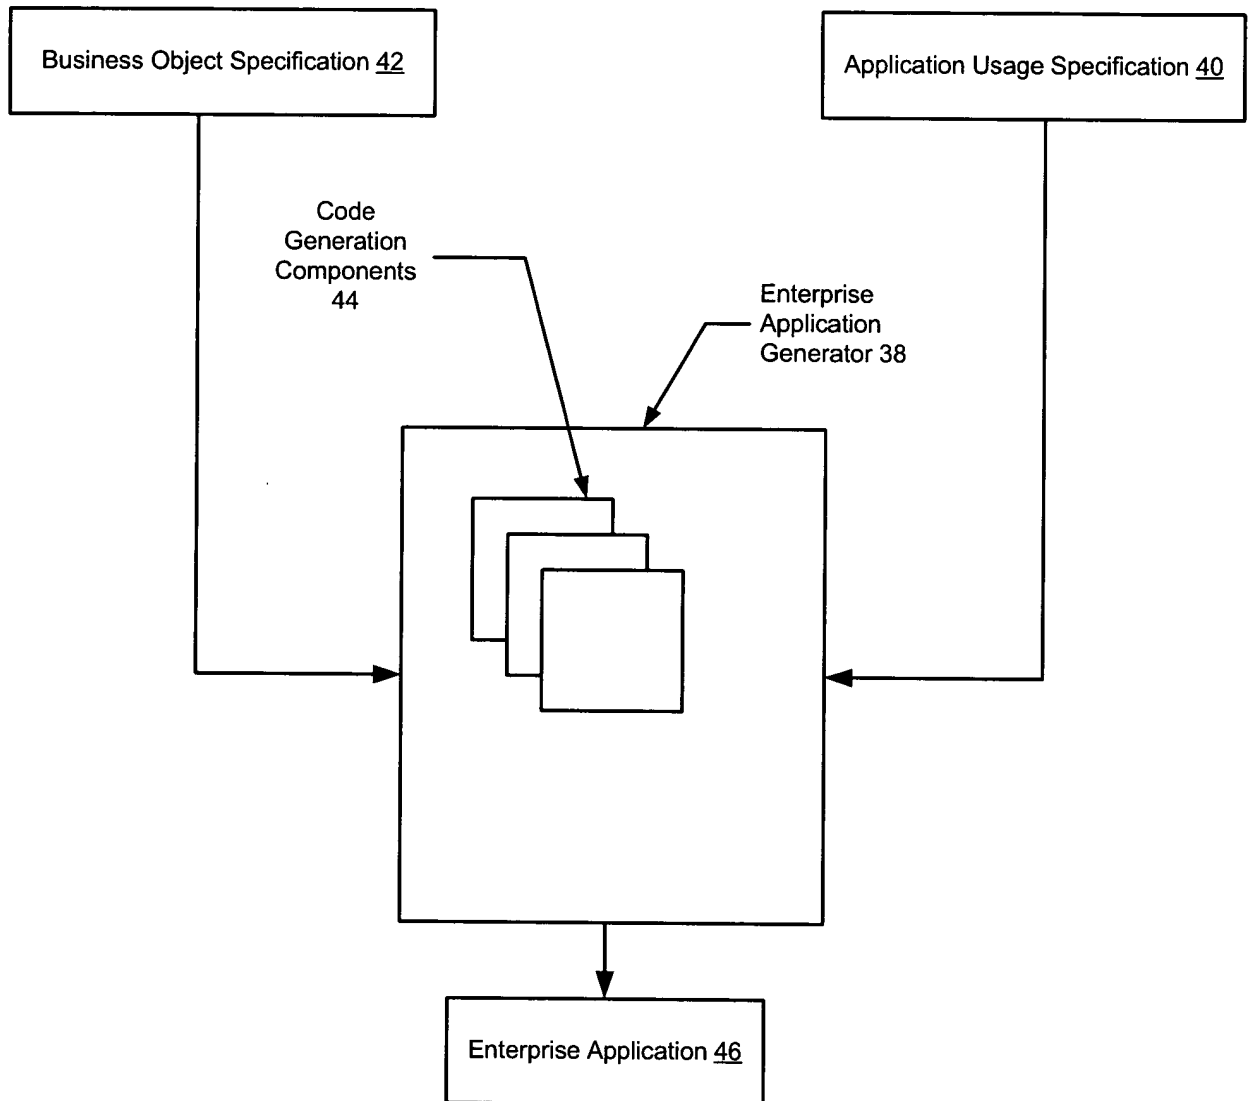 Business Object Specification 42
Application Usage Specification 40
Code
Generation
Components
44
Enterprise
Application
Generator 38
Enterprise Application 46